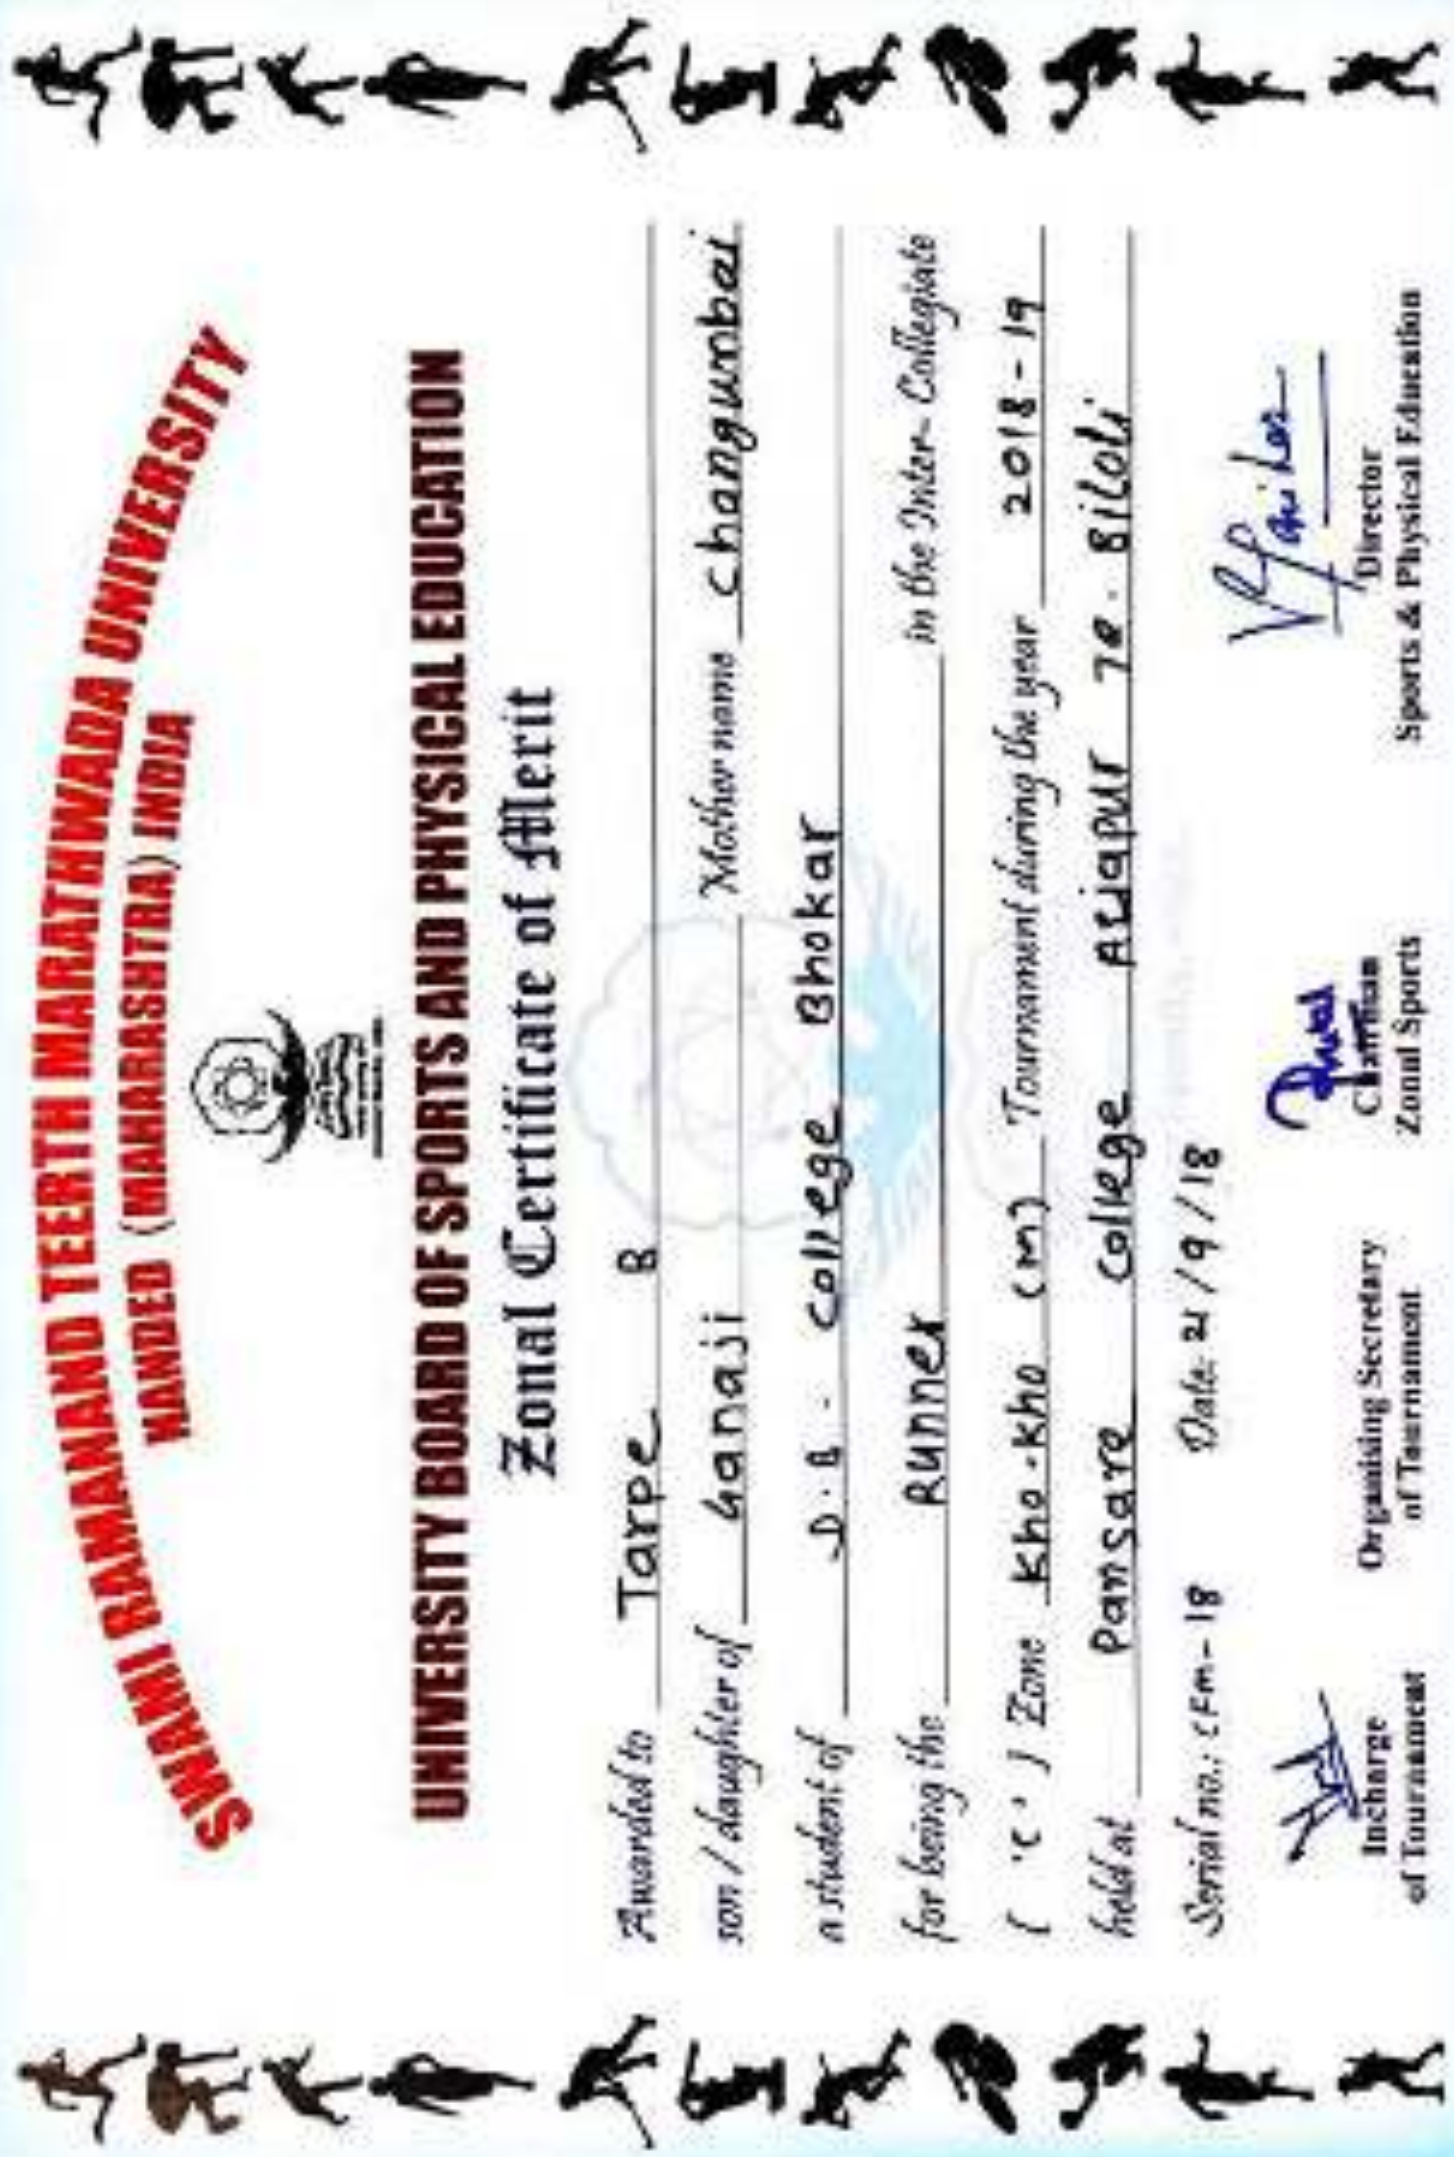 SWAMI RAMANAND TEERTH MARATHWADA UNIVERSITY
NANDED (MAHARASHTRA) INDIA
UNIVERSITY BOARD OF SPORTS AND PHYSICAL EDUCATION
Zonal Certificate of Merit
Awarded to Tarpe B
son / daughter of Ganaji Mother name Changunbai
a student of D.B. College Bhokar
for being the Runner in the Inter-Collegiate
( 'C' ) Zone Kho-Kho (M) Tournament during the year 2018-19
held at Pansare College Arjapur Te. Biloli
Serial no.: CFM-18 Date: 21/9/18
Incharge
of Tournament
Organising Secretary
of Tournament
Chairman
Zonal Sports
Director
Sports & Physical Education